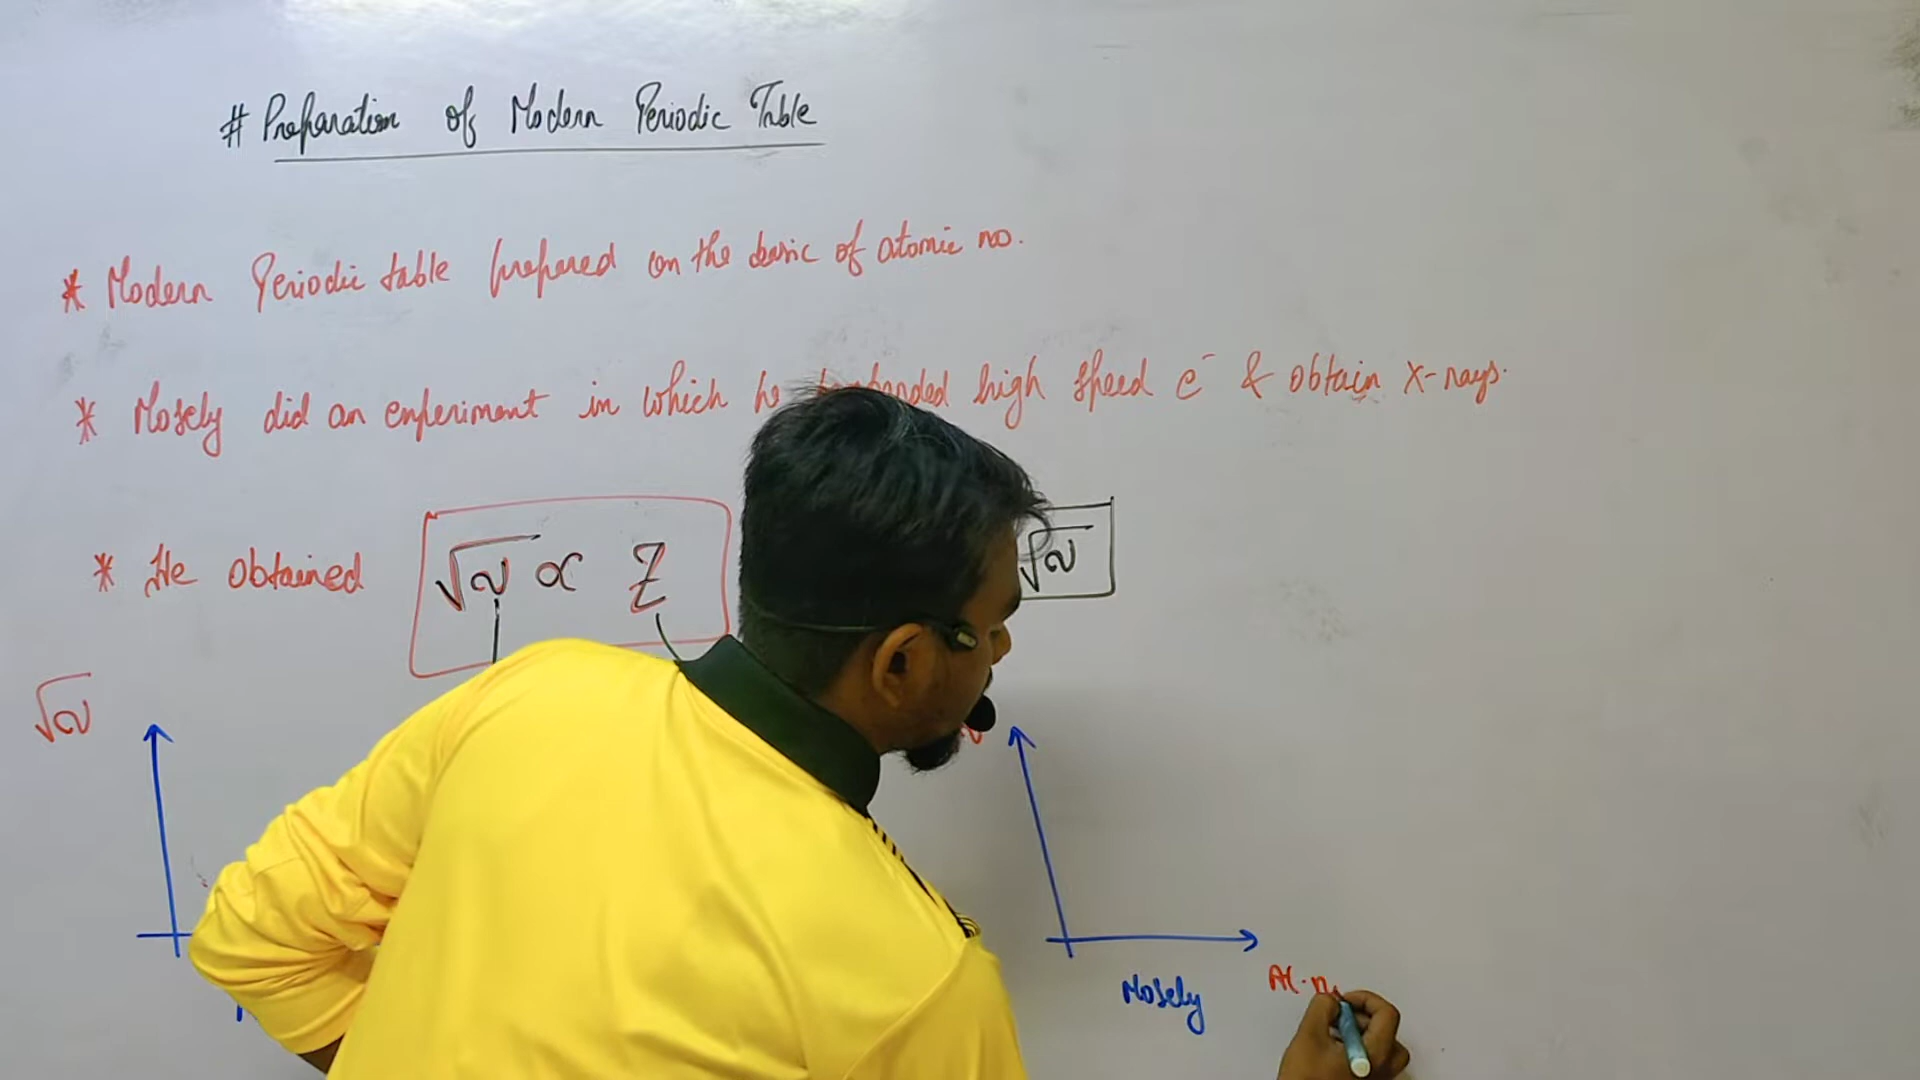 # Preparation of Modern Periodic Table
* Modern Periodic table prepared on the basic of atomic no.
* Mosely did an experiment in which he high speed e⁻ & obtain x-rays.
* He obtained √ν ∝ Z
√ν
√ν
Mosely
At. n